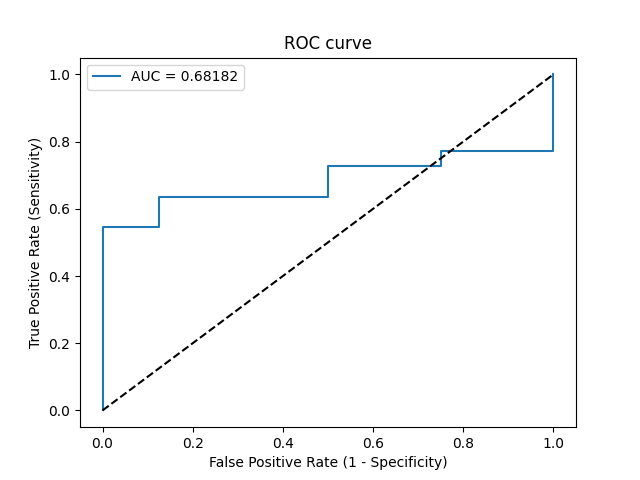 ROC curve
AUC = 0.68182
1.0
0.8
0.6
0.4
0.2
0.0
True Positive Rate (Sensitivity)
0.0 0.2 0.4 0.6 0.8 1.0
False Positive Rate (1 - Specificity)